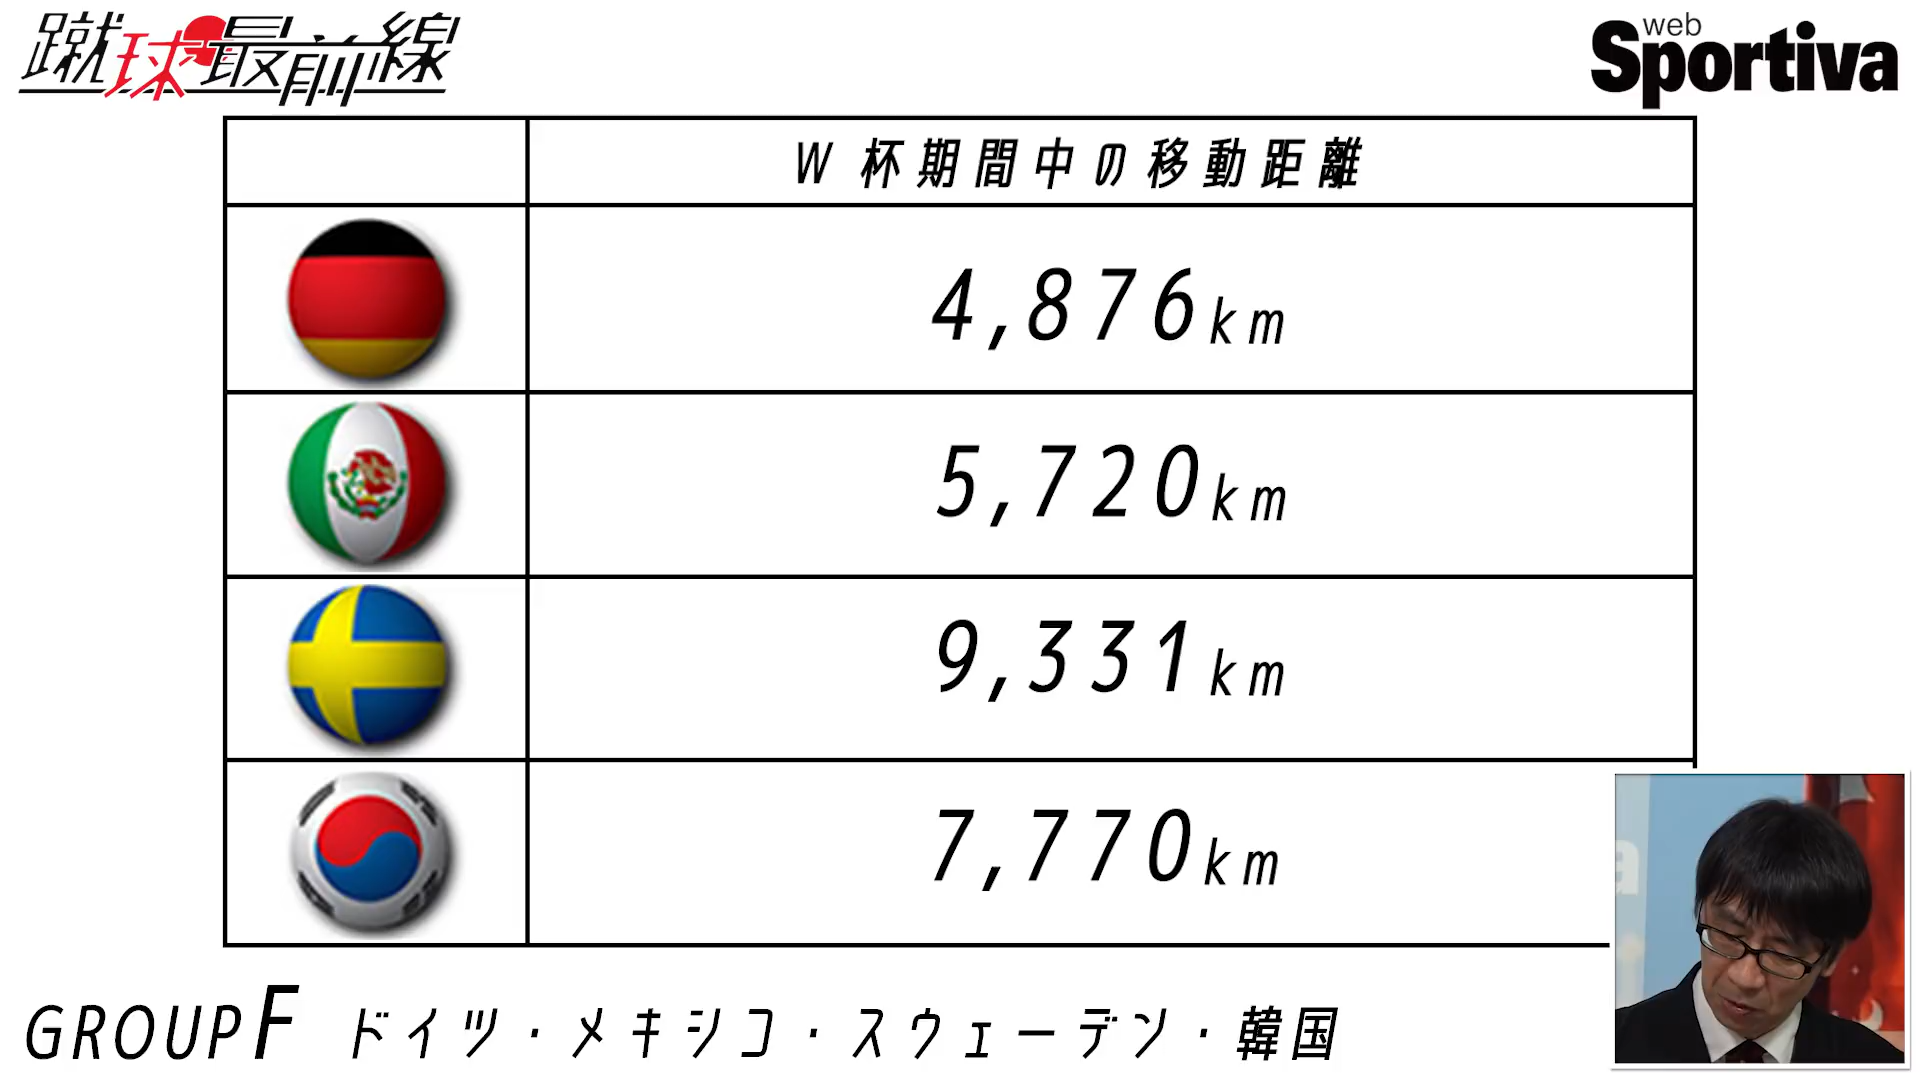 蹴球最前線
web
Sportiva
W杯期間中の移動距離
4,876km
5,720km
9,331km
7,770km
GROUP F ドイツ・メキシコ・スウェーデン・韓国